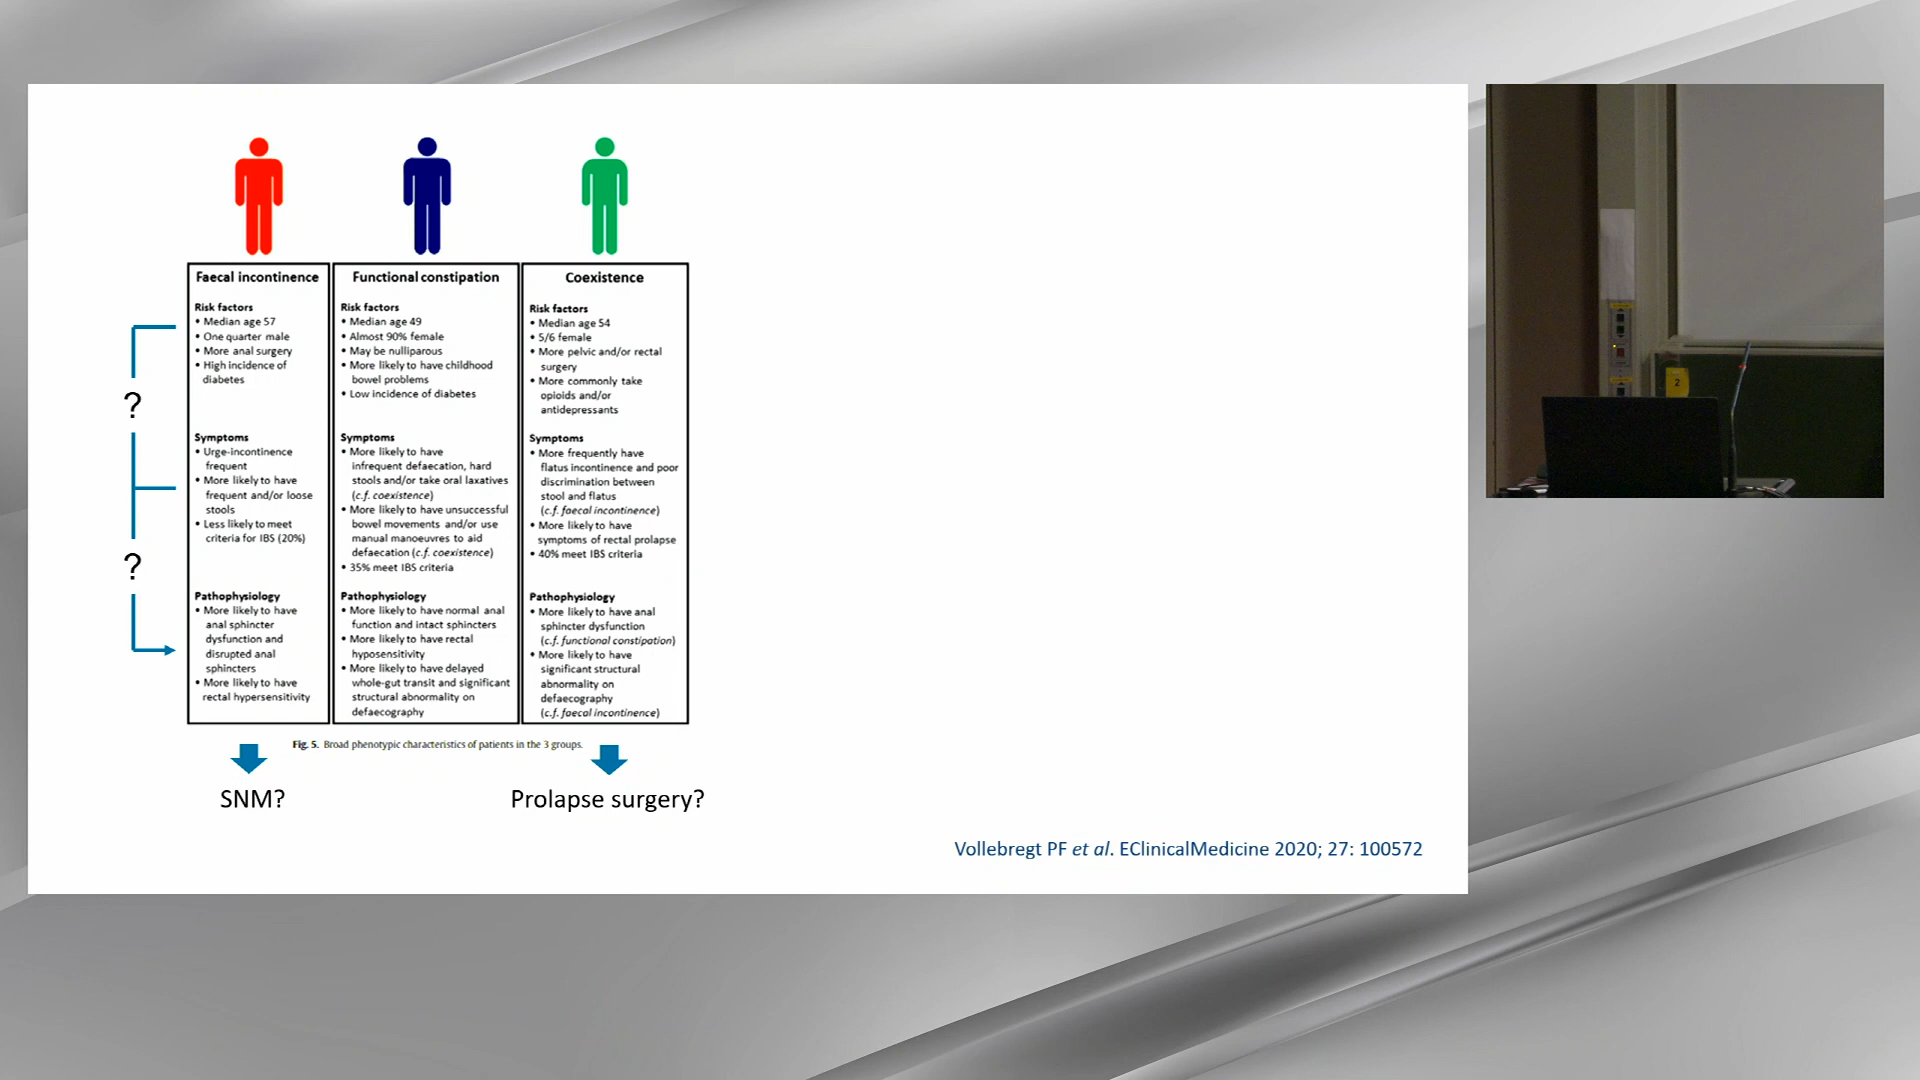 Faecal incontinence
Risk factors
• Median age 57
• One quarter male
• More anal surgery
• High incidence of
diabetes
Symptoms
• Urge-incontinence
frequent
• More likely to have
frequent and/or loose
stools
• Less likely to meet
criteria for IBS (20%)
Pathophysiology
• More likely to have
anal sphincter
dysfunction and
disrupted anal
sphincters
• More likely to have
rectal hypersensitivity
Functional constipation
Risk factors
• Median age 49
• Almost 90% female
• May be nulliparous
• More likely to have childhood
bowel problems
• Low incidence of diabetes
Symptoms
• More likely to have
infrequent defaecation, hard
stools and/or take oral laxatives
(c.f. coexistence)
• More likely to have unsuccessful
bowel movements and/or use
manual manoeuvres to aid
defaecation (c.f. coexistence)
• 35% meet IBS criteria
Pathophysiology
• More likely to have normal anal
function and intact sphincters
• More likely to have rectal
hyposensitivity
• More likely to have delayed
whole-gut transit and significant
structural abnormality on
defaecography
Coexistence
Risk factors
• Median age 54
• 5/6 female
• More pelvic and/or rectal
surgery
• More commonly take
opioids and/or
antidepressants
Symptoms
• More frequently have
flatus incontinence and poor
discrimination between
stool and flatus
(c.f. faecal incontinence)
• More likely to have
symptoms of rectal prolapse
• 40% meet IBS criteria
Pathophysiology
• More likely to have anal
sphincter dysfunction
(c.f. functional constipation)
• More likely to have
significant structural
abnormality on
defaecography
(c.f. faecal incontinence)
?
?
Fig. 5. Broad phenotypic characteristics of patients in the 3 groups.
SNM?
Prolapse surgery?
Vollebregt PF et al. EClinicalMedicine 2020; 27: 100572
2